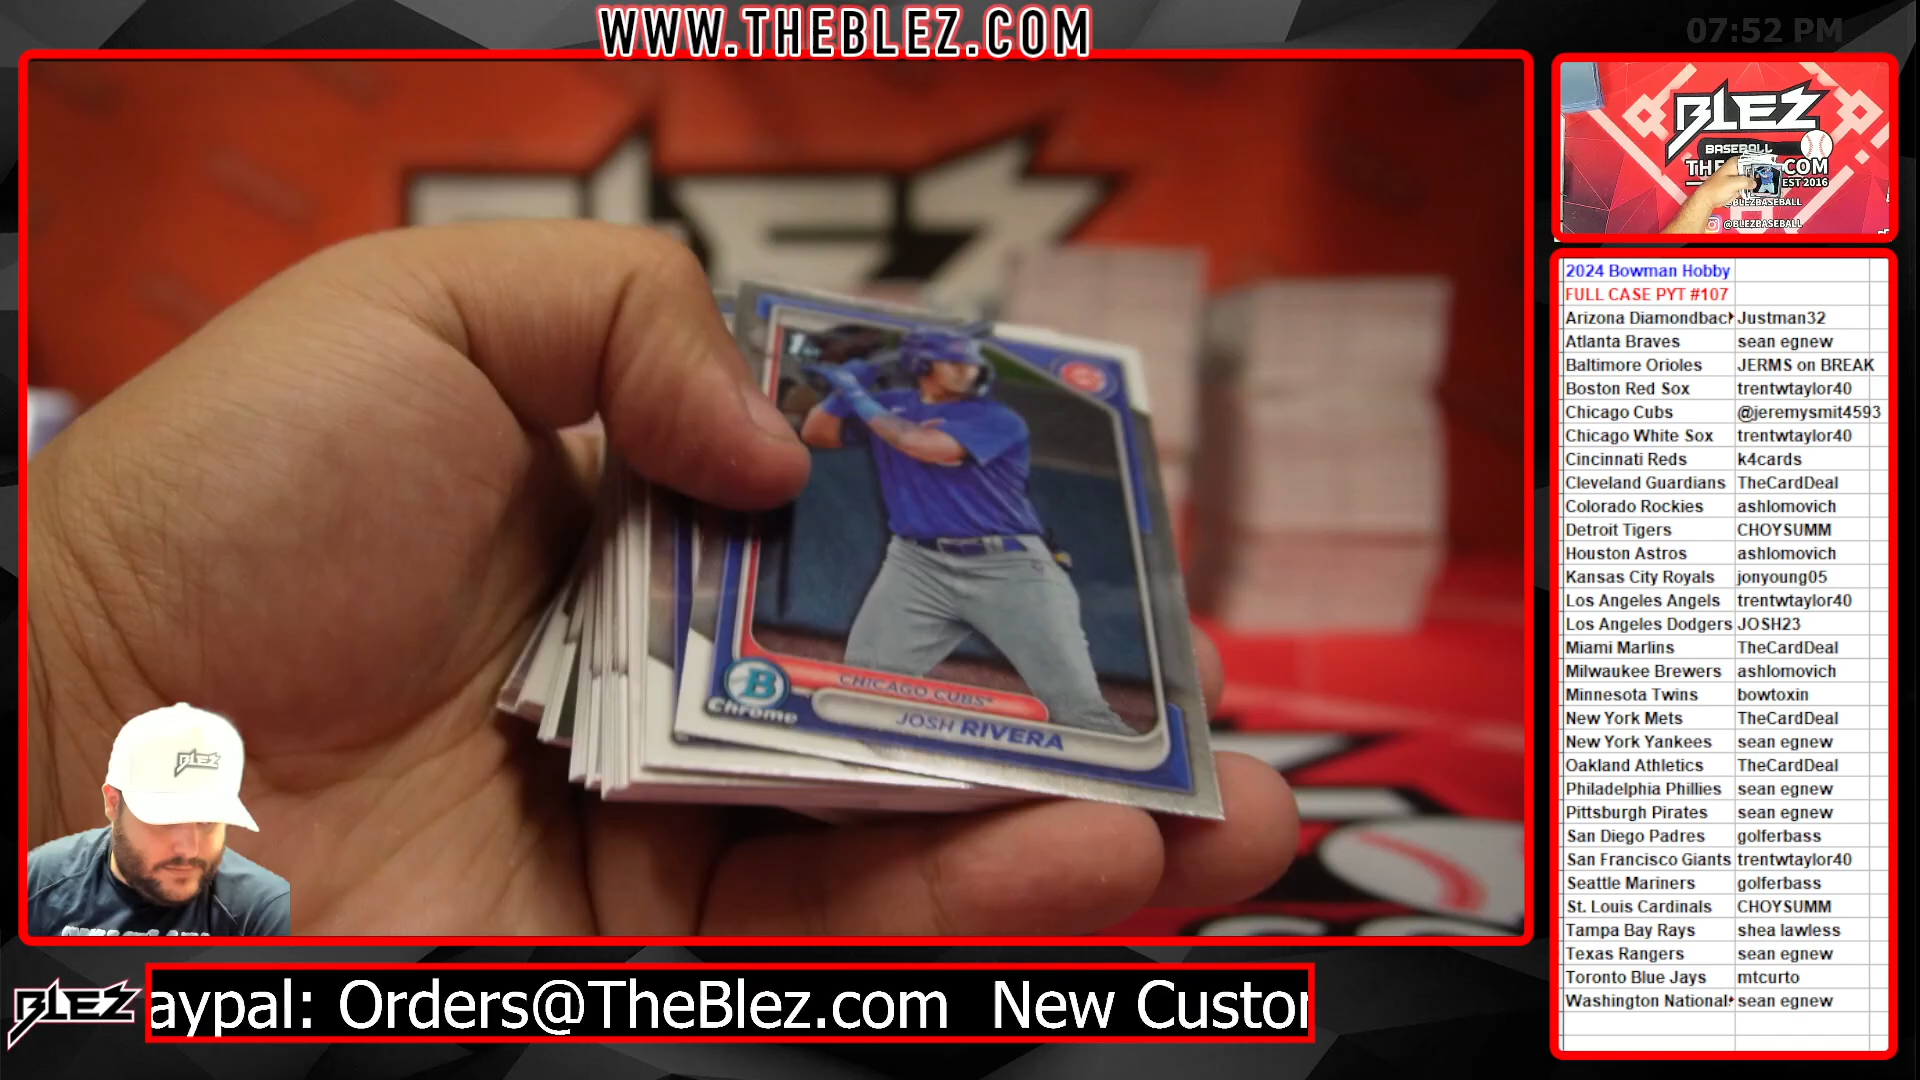 WWW.THEBLEZ.COM
07:52 PM
BLEZ
BASEBALL
COM
EST 2016
@BLEZBASEBALL
@BLEZBASEBALL
BLEZ
1st
CHICAGO CUBS
JOSH RIVERA
B
Chrome
BLEZ
2024 Bowman Hobby
FULL CASE PYT #107
Arizona Diamondback Justman32
Atlanta Braves sean egnew
Baltimore Orioles JERMS on BREAK
Boston Red Sox trentwtaylor40
Chicago Cubs @jeremysmit4593
Chicago White Sox trentwtaylor40
Cincinnati Reds k4cards
Cleveland Guardians TheCardDeal
Colorado Rockies ashlomovich
Detroit Tigers CHOYSUMM
Houston Astros ashlomovich
Kansas City Royals jonyoung05
Los Angeles Angels trentwtaylor40
Los Angeles Dodgers JOSH23
Miami Marlins TheCardDeal
Milwaukee Brewers ashlomovich
Minnesota Twins bowtoxin
New York Mets TheCardDeal
New York Yankees sean egnew
Oakland Athletics TheCardDeal
Philadelphia Phillies sean egnew
Pittsburgh Pirates sean egnew
San Diego Padres golferbass
San Francisco Giants trentwtaylor40
Seattle Mariners golferbass
St. Louis Cardinals CHOYSUMM
Tampa Bay Rays shea lawless
Texas Rangers sean egnew
Toronto Blue Jays mtcurto
Washington National sean egnew
BLEZ
aypal: Orders@TheBlez.com New Custo